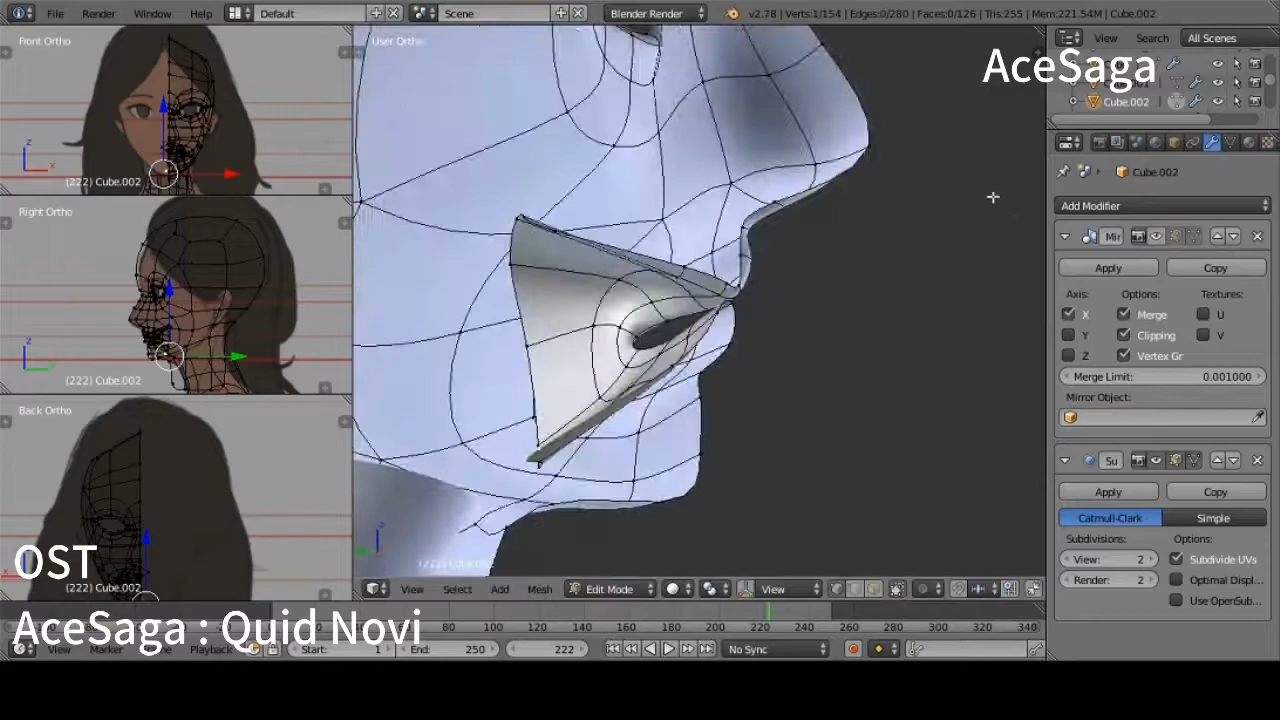 File Render Window Help Default Scene Blender Render v2.78 | Verts:1/154 | Edges:0/280 | Faces:0/126 | Tris:255 | Mem:221.54M | Cube.002
Front Ortho
User Ortho
View Search All Scenes
AceSaga
Cube.002
(222) Cube.002
Cube.002
Right Ortho
Add Modifier
Mir
Apply Copy
Axis: Options: Textures:
X Merge U
Y Clipping V
Z Vertex Gr
Merge Limit: 0.001000
(222) Cube.002
Mirror Object:
Back Ortho
Su
Apply Copy
Catmull-Clark Simple
Subdivisions: Options:
View: 2 Subdivide UVs
Render: 2 Optimal Displ...
Use OpenSub...
OST
(222) Cube.002
View Select Add Mesh Edit Mode View
AceSaga : Quid Novi
80 100 120 140 160 180 200 220 240 260 280 300 320 340
View Marker Playback Start: 1 End: 250 222 No Sync